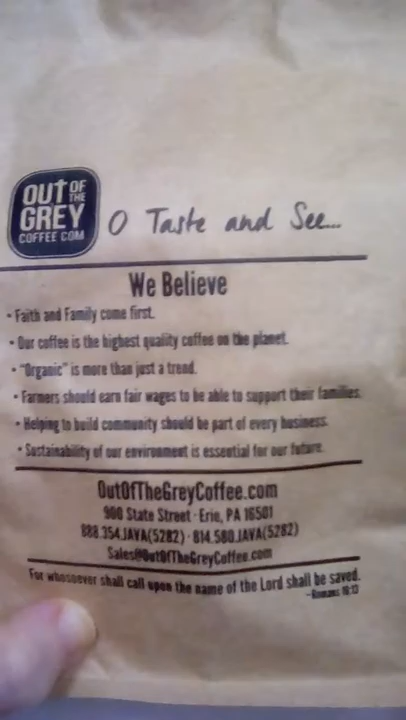 OUT OF THE
GREY
COFFEE.COM
O Taste and See...
We Believe
• Faith and Family come first.
• Our coffee is the highest quality coffee on the planet.
• "Organic" is more than just a trend.
• Farmers should earn fair wages to be able to support their families.
• Helping to build community should be part of every business.
• Sustainability of our environment is essential for our future.
OutOfTheGreyCoffee.com
900 State Street · Erie, PA 16501
888.354.JAVA(5282) · 814.580.JAVA(5282)
Sales@OutOfTheGreyCoffee.com
For whosoever shall call upon the name of the Lord shall be saved.
~Romans 10:13